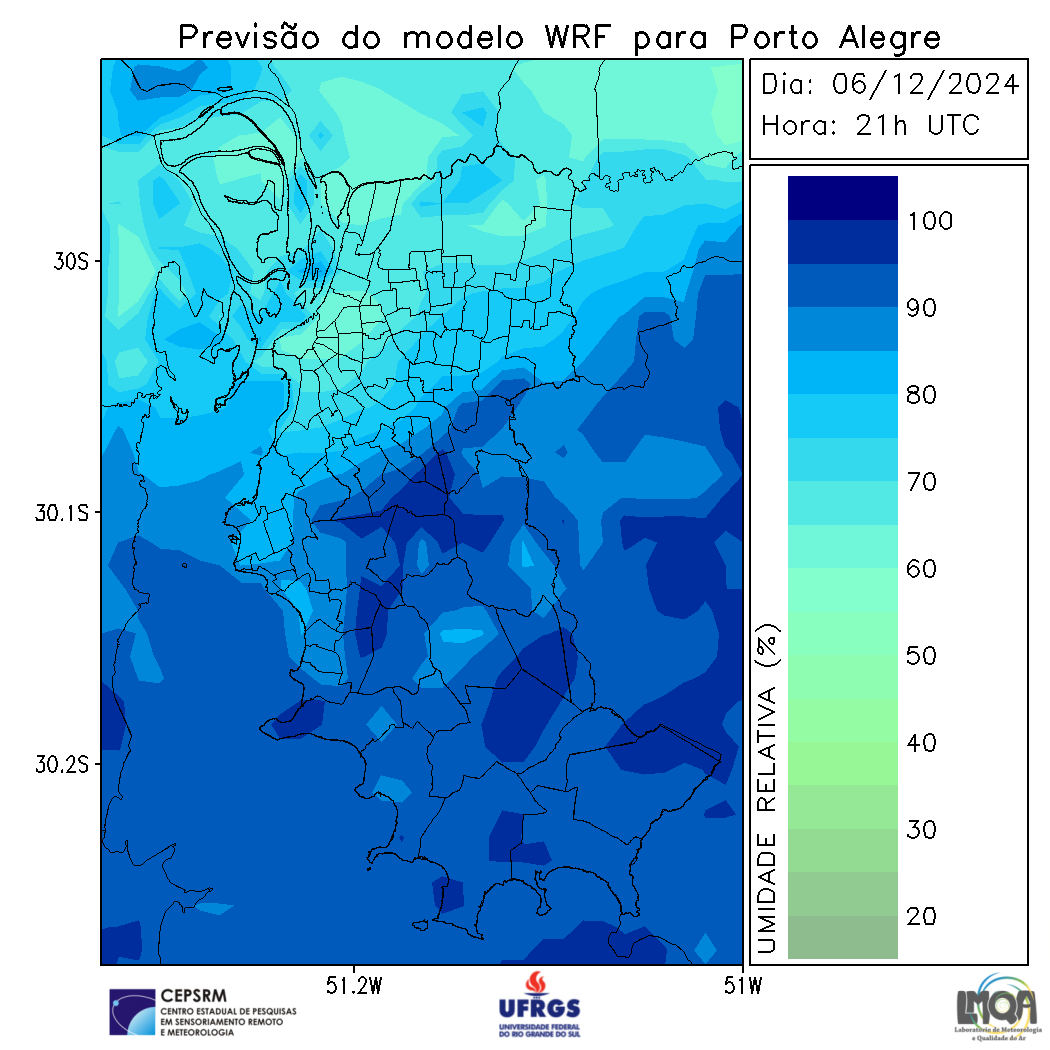 Previsão do modelo WRF para Porto Alegre
Dia: 06/12/2024
Hora: 21h UTC
30S
30.1S
30.2S
51.2W
51W
UMIDADE RELATIVA (%)
100
90
80
70
60
50
40
30
20
CEPSRM
CENTRO ESTADUAL DE PESQUISAS
EM SENSORIAMENTO REMOTO
E METEOROLOGIA
UFRGS
UNIVERSIDADE FEDERAL
DO RIO GRANDE DO SUL
LMQA
Laboratório de Meteorologia
e Qualidade do Ar